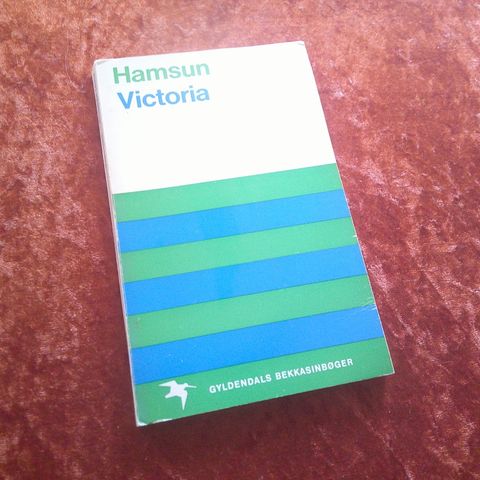 Hamsun
Victoria
GYLDENDALS BEKKASINBØGER